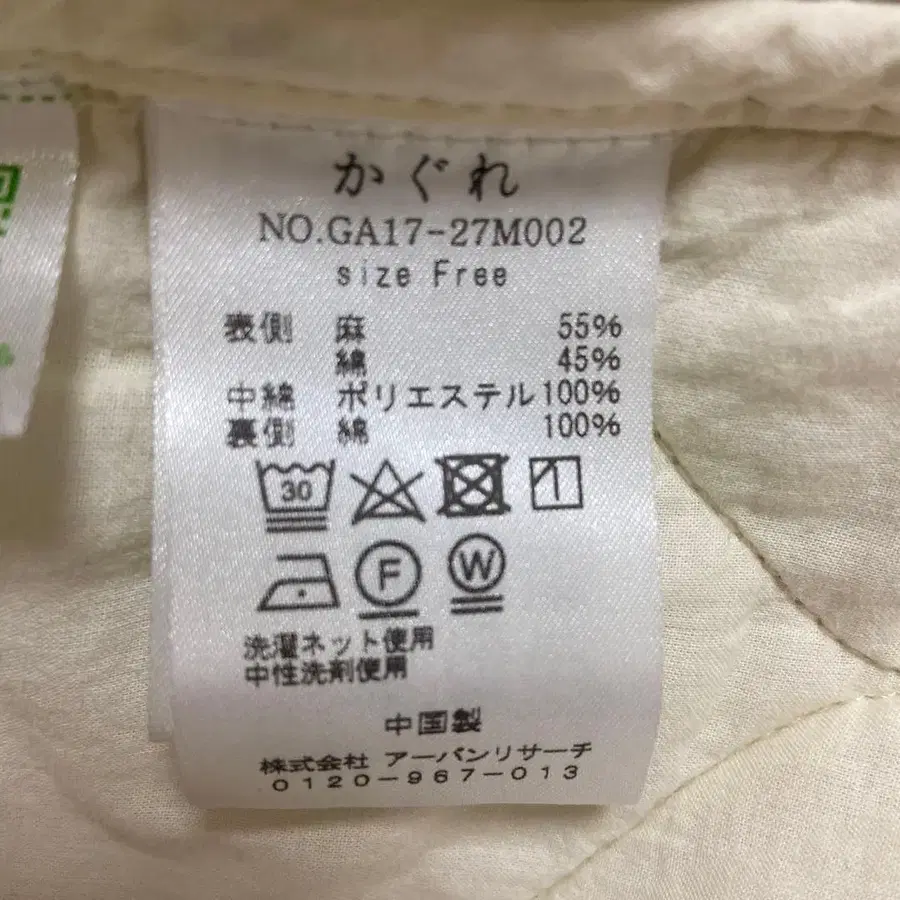 かぐれ
NO.GA17-27M002
size Free
表側 麻 55%
綿 45%
中綿 ポリエステル 100%
裏側 綿 100%
30
F W
洗濯ネット使用
中性洗剤使用
中国製
株式会社 アーバンリサーチ
0120-967-013